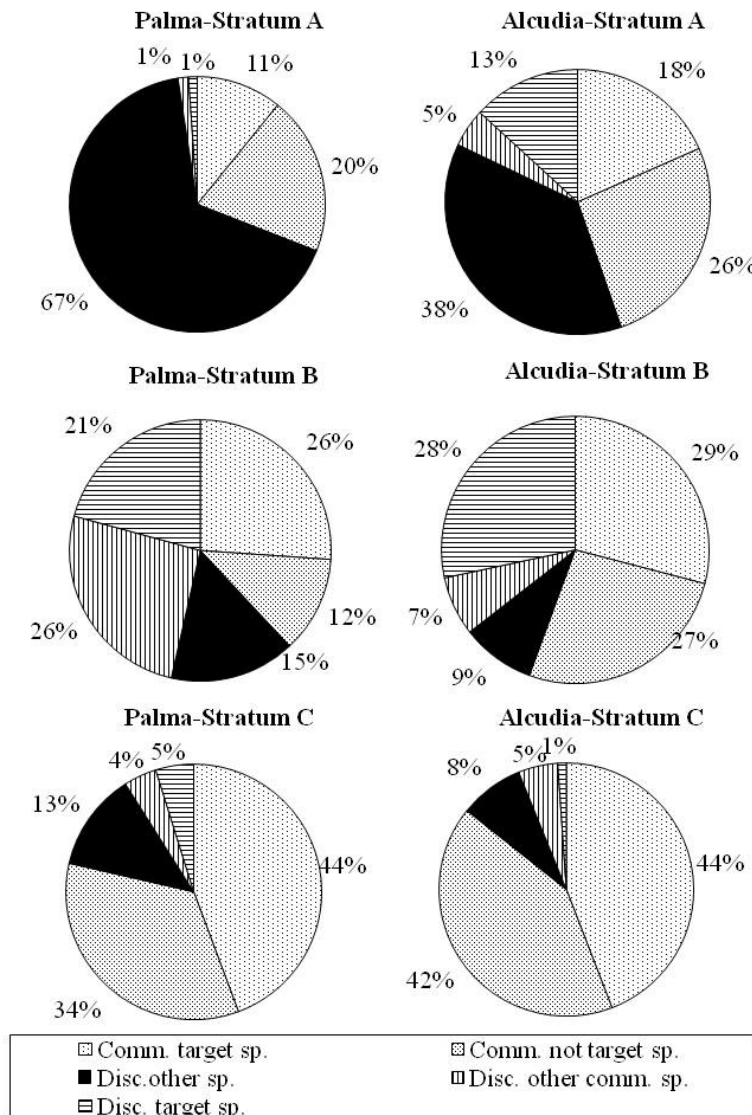 Palma-Stratum A
Alcudia-Stratum A
1%
1%
11%
20%
67%
13%
18%
5%
26%
38%
Palma-Stratum B
Alcudia-Stratum B
21%
26%
12%
15%
26%
28%
29%
7%
27%
9%
Palma-Stratum C
Alcudia-Stratum C
4%
5%
13%
44%
34%
5%
1%
8%
44%
42%
Comm. target sp.
Comm. not target sp.
Disc.other sp.
Disc. other comm. sp.
Disc. target sp.